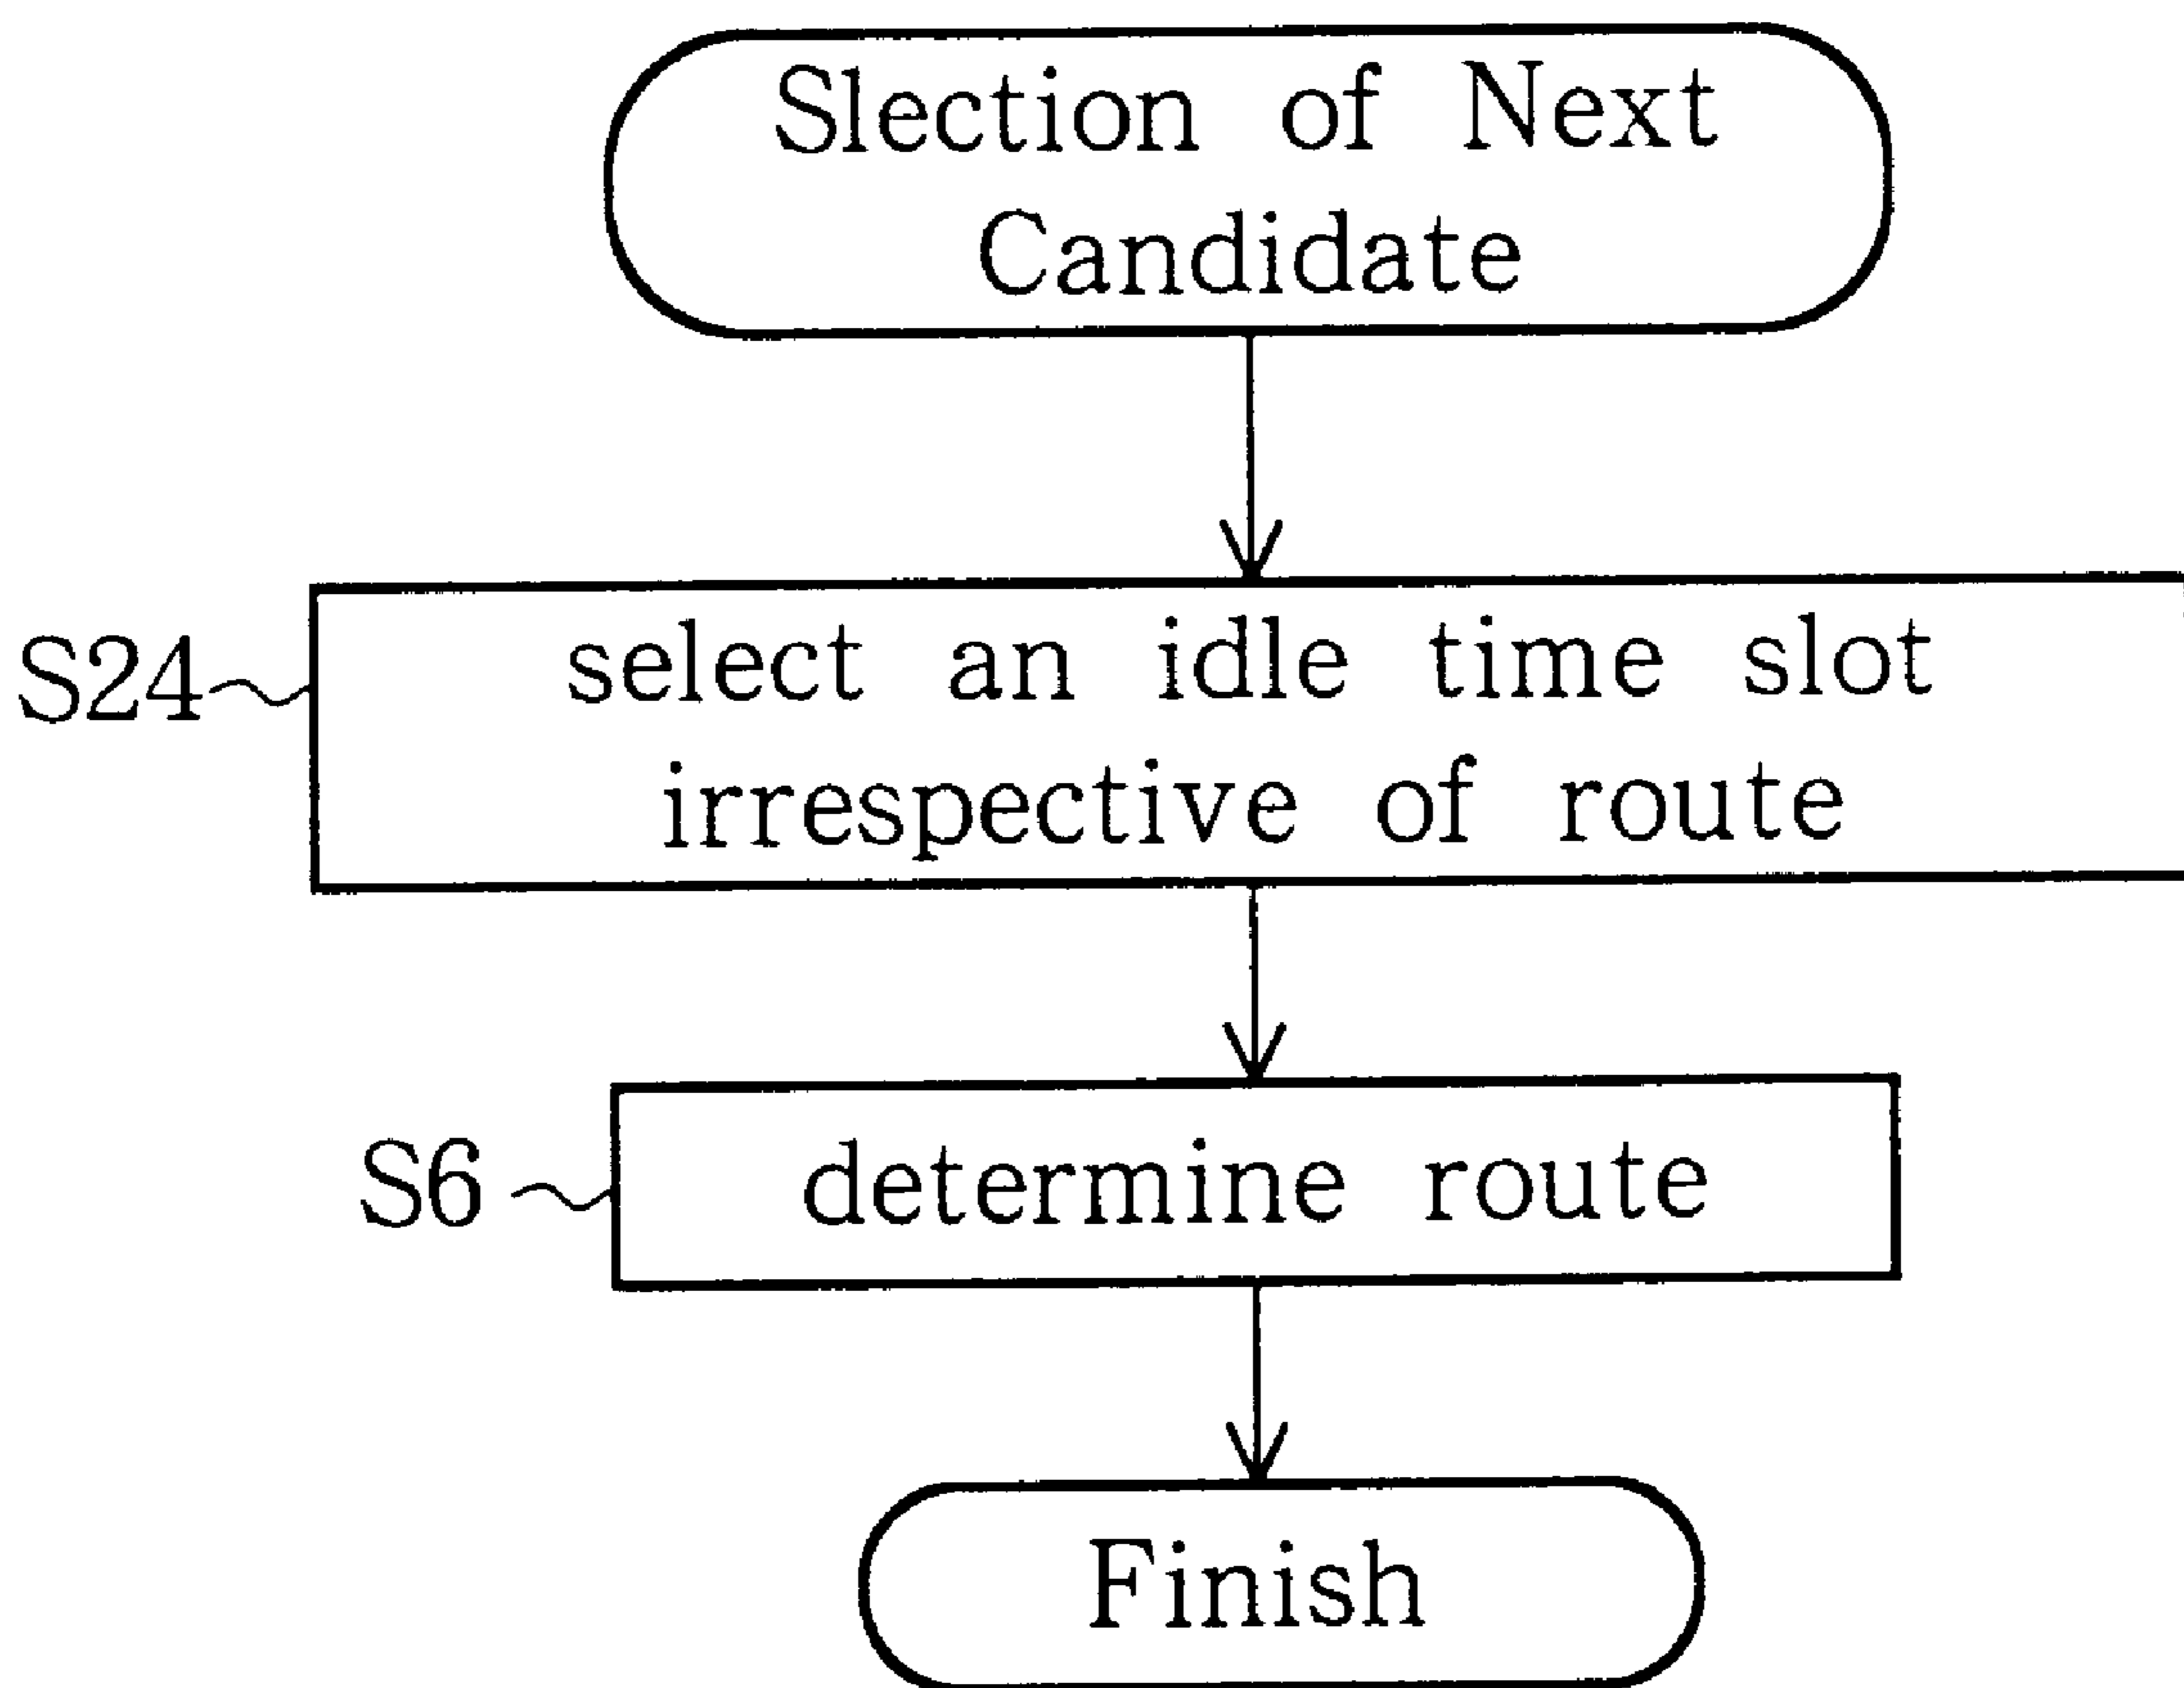 Slection of Next
Candidate
S24
select an idle time slot
irrespective of route
S6
determine route
Finish